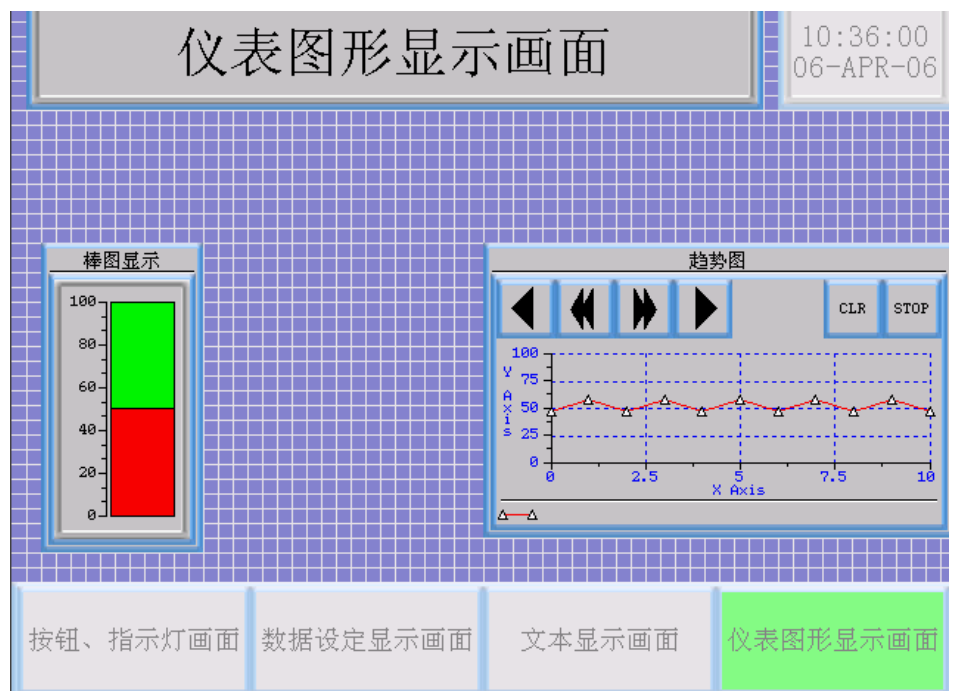 仪表图形显示画面
10:36:00
06-APR-06
棒图显示
100
80
60
40
20
0
趋势图
CLR
STOP
Y Axis
100
75
50
25
0
0 2.5 5 7.5 10
X Axis
按钮、指示灯画面
数据设定显示画面
文本显示画面
仪表图形显示画面